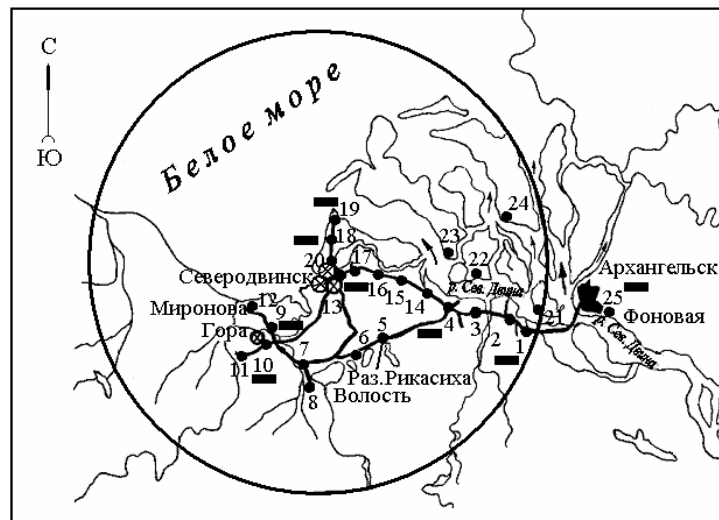 С
Ю
Белое море
19
18
20
17
Северодвинск
13
16
15
14
23
24
22
р. Сев. Двина
4
3
2
1
21
Архангельск
25
Фоновая
р. Сев. Двина
Миронова
Гора
12
9
10
11
7
8
6
5
Раз.Рикасиха
Волость